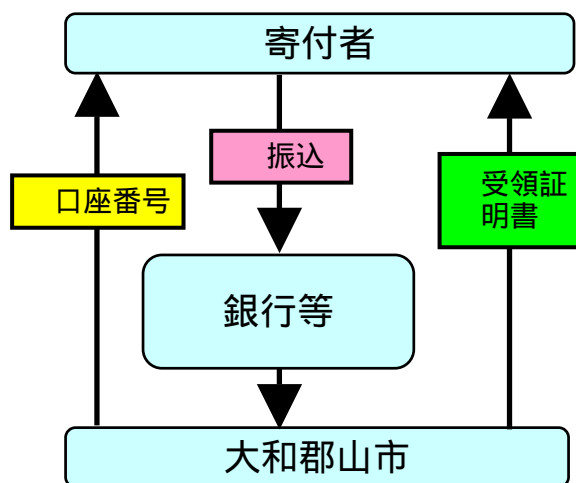 寄付者
振込
口座番号
受領証
明書
銀行等
大和郡山市